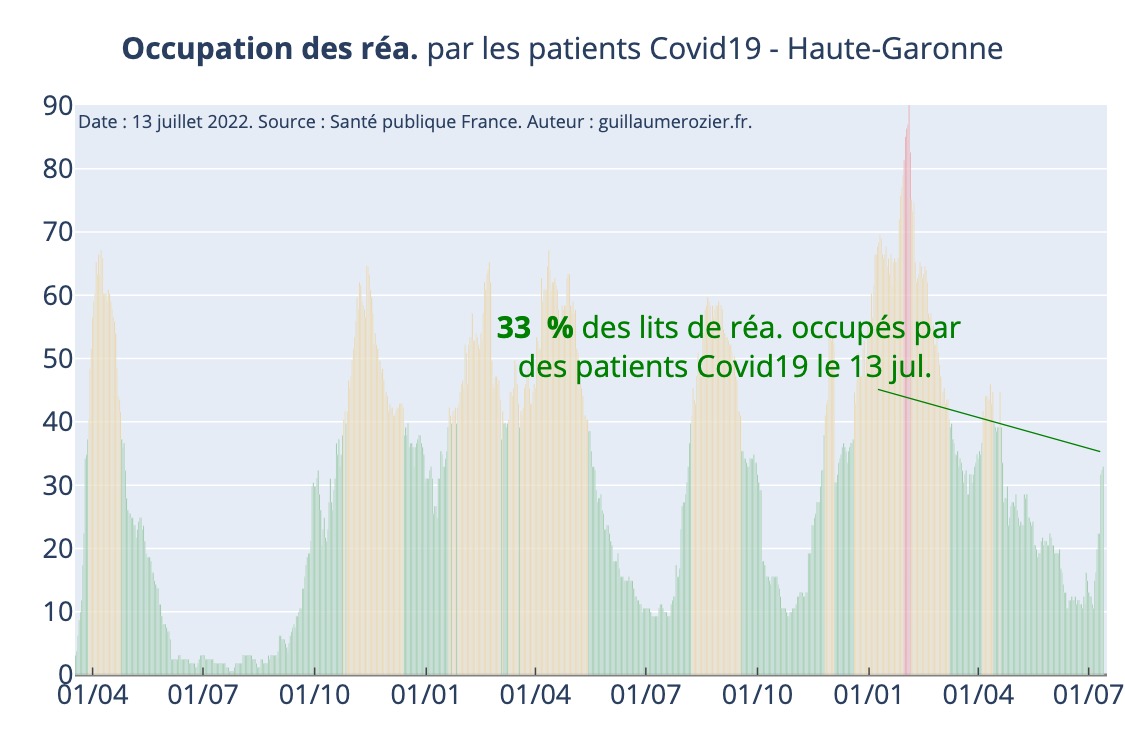 Occupation des réa. par les patients Covid19 - Haute-Garonne
90
Date : 13 juillet 2022. Source : Santé publique France. Auteur : guillaumerozier.fr.
80
70
60
33 % des lits de réa. occupés par
50
des patients Covid19 le 13 jul.
40
30
20
10
0
01/04 01/07 01/10 01/01 01/04 01/07 01/10 01/01 01/04 01/07